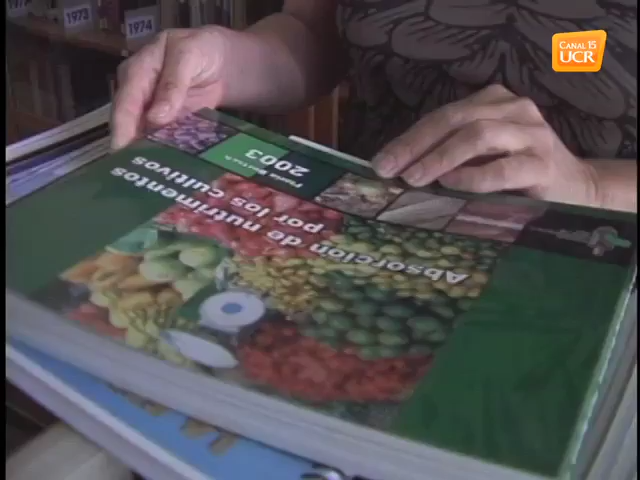 1973
1974
CANAL 15
UCR
Absorción de nutrimentos
por los cultivos
2003